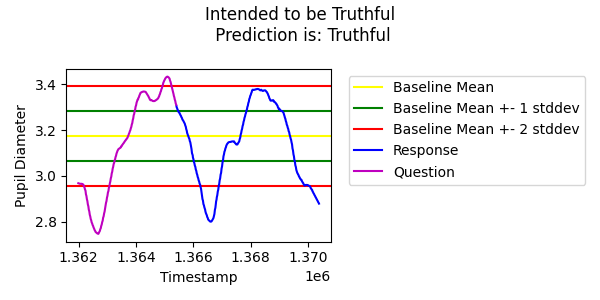 Intended to be Truthful
Prediction is: Truthful
3.4
3.2
3.0
2.8
Pupil Diameter
1.362 1.364 1.366 1.368 1.370
1e6
Timestamp
Baseline Mean
Baseline Mean +- 1 stddev
Baseline Mean +- 2 stddev
Response
Question